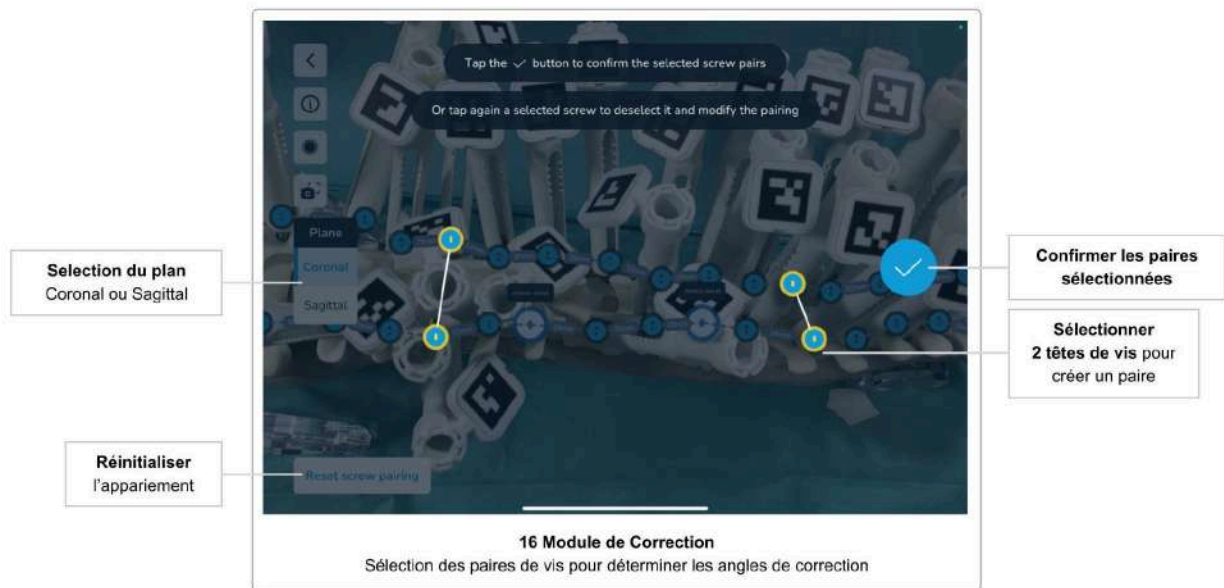 Tap the ✓ button to confirm the selected screw pairs
Or tap again a selected screw to deselect it and modify the pairing
Plane
Coronal
Sagittal
Reset screw pairing
Selection du plan
Coronal ou Sagittal
Réinitialiser
l'appariement
Confirmer les paires
sélectionnées
Sélectionner
2 têtes de vis pour
créer un paire
16 Module de Correction
Sélection des paires de vis pour déterminer les angles de correction